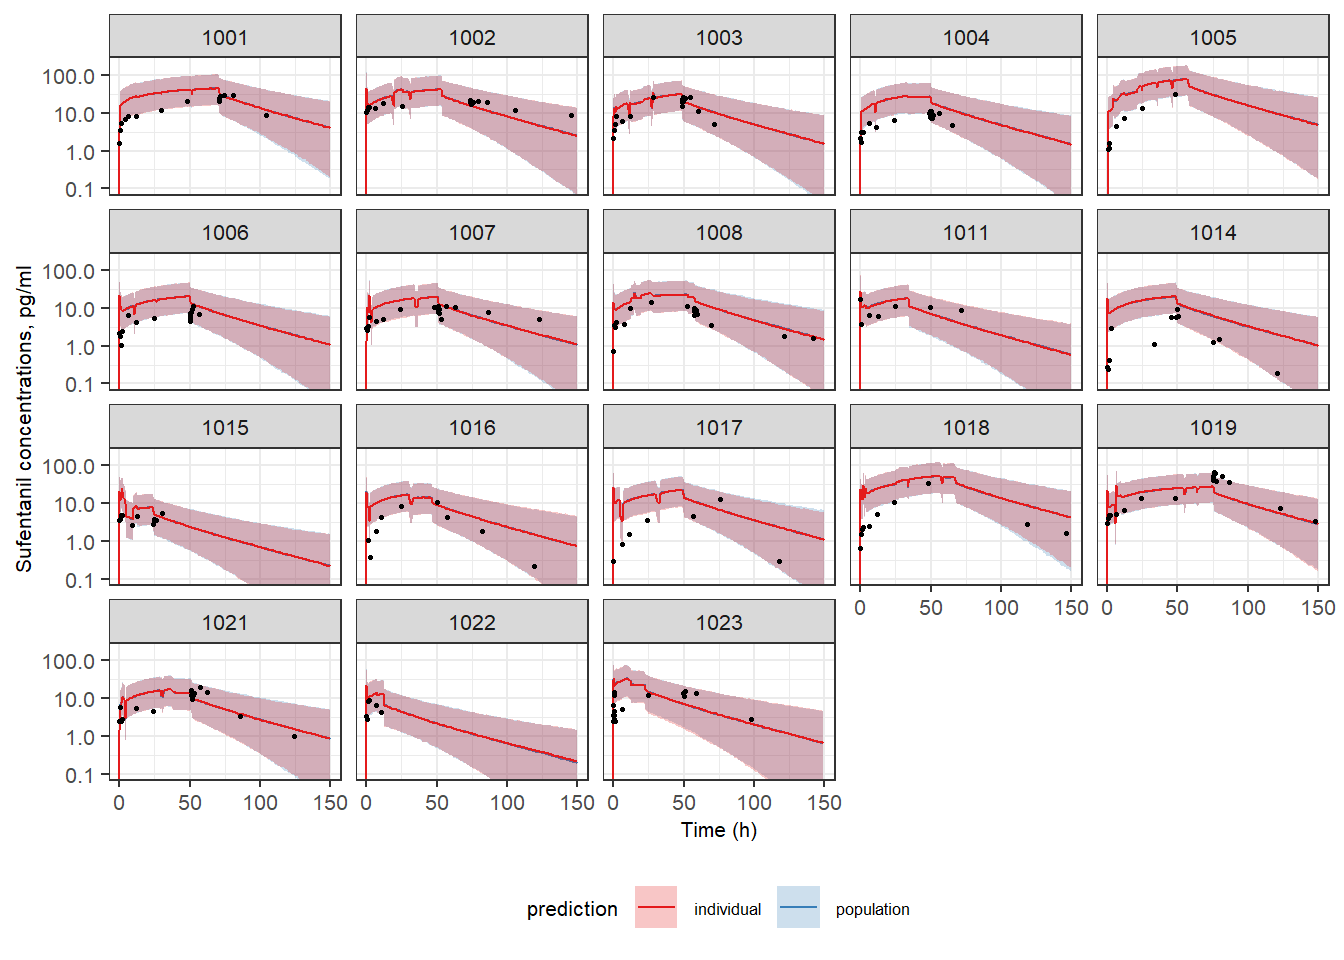 1001 1002 1003 1004 1005
100.0
10.0
1.0
0.1
1006 1007 1008 1011 1014
100.0
10.0
1.0
0.1
1015 1016 1017 1018 1019
100.0
10.0
1.0
0.1
0 50 100 150 0 50 100 150
1021 1022 1023
100.0
10.0
1.0
0.1
0 50 100 150 0 50 100 150 0 50 100 150
Sufentanil concentrations, pg/ml
Time (h)
prediction individual population